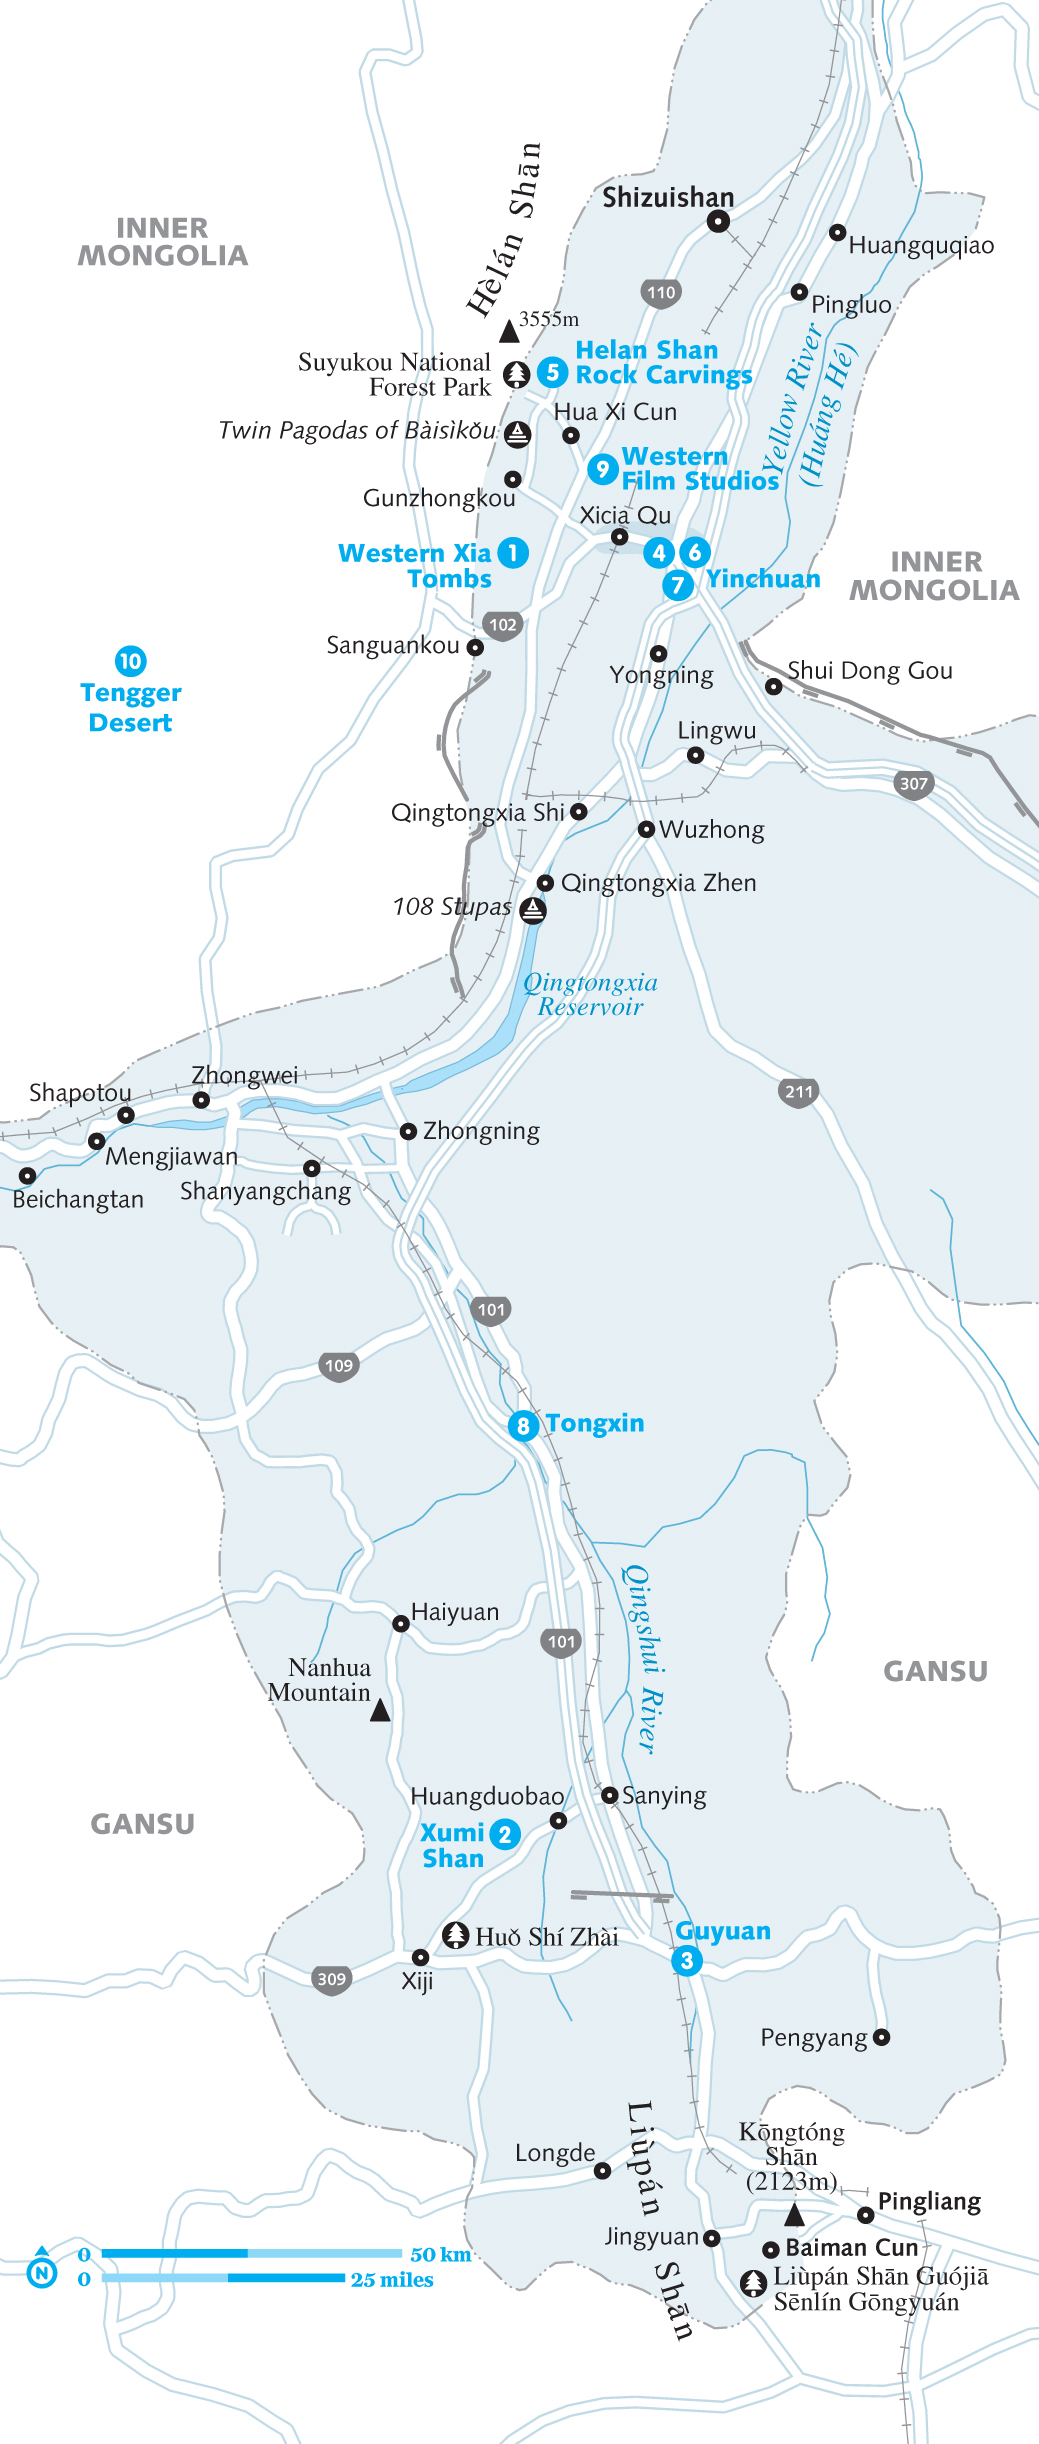 Hèlán Shān
INNER
MONGOLIA
Shizuishan
Huangquqiao
110
Pingluo
3555m
Suyukou National
Forest Park
5
Helan Shan
Rock Carvings
Yellow River
(Huáng Hé)
Hua Xi Cun
Twin Pagodas of Bàisìkǒu
9
Western
Film Studios
Gunzhongkou
Xicia Qu
Western Xia
Tombs
1
4
6
7
Yinchuan
INNER
MONGOLIA
102
Sanguankou
10
Tengger
Desert
Yongning
Shui Dong Gou
Lingwu
307
Qingtongxia Shi
Wuzhong
Qingtongxia Zhen
108 Stupas
Qingtongxia
Reservoir
Zhongwei
Shapotou
211
Zhongning
Mengjiawan
Shanyangchang
Beichangtan
101
109
8
Tongxin
Qingshui River
Haiyuan
101
Nanhua
Mountain
GANSU
Huangduobao
Sanying
GANSU
Xumi
Shan
2
Guyuan
3
Huǒ Shí Zhài
309
Xiji
Pengyang
Liùpán Shān
Kōngtóng
Shān
(2123m)
Longde
Pingliang
Jingyuan
Baiman Cun
Liùpán Shān Guójiā
Sēnlín Gōngyuán
N
0
50 km
0
25 miles